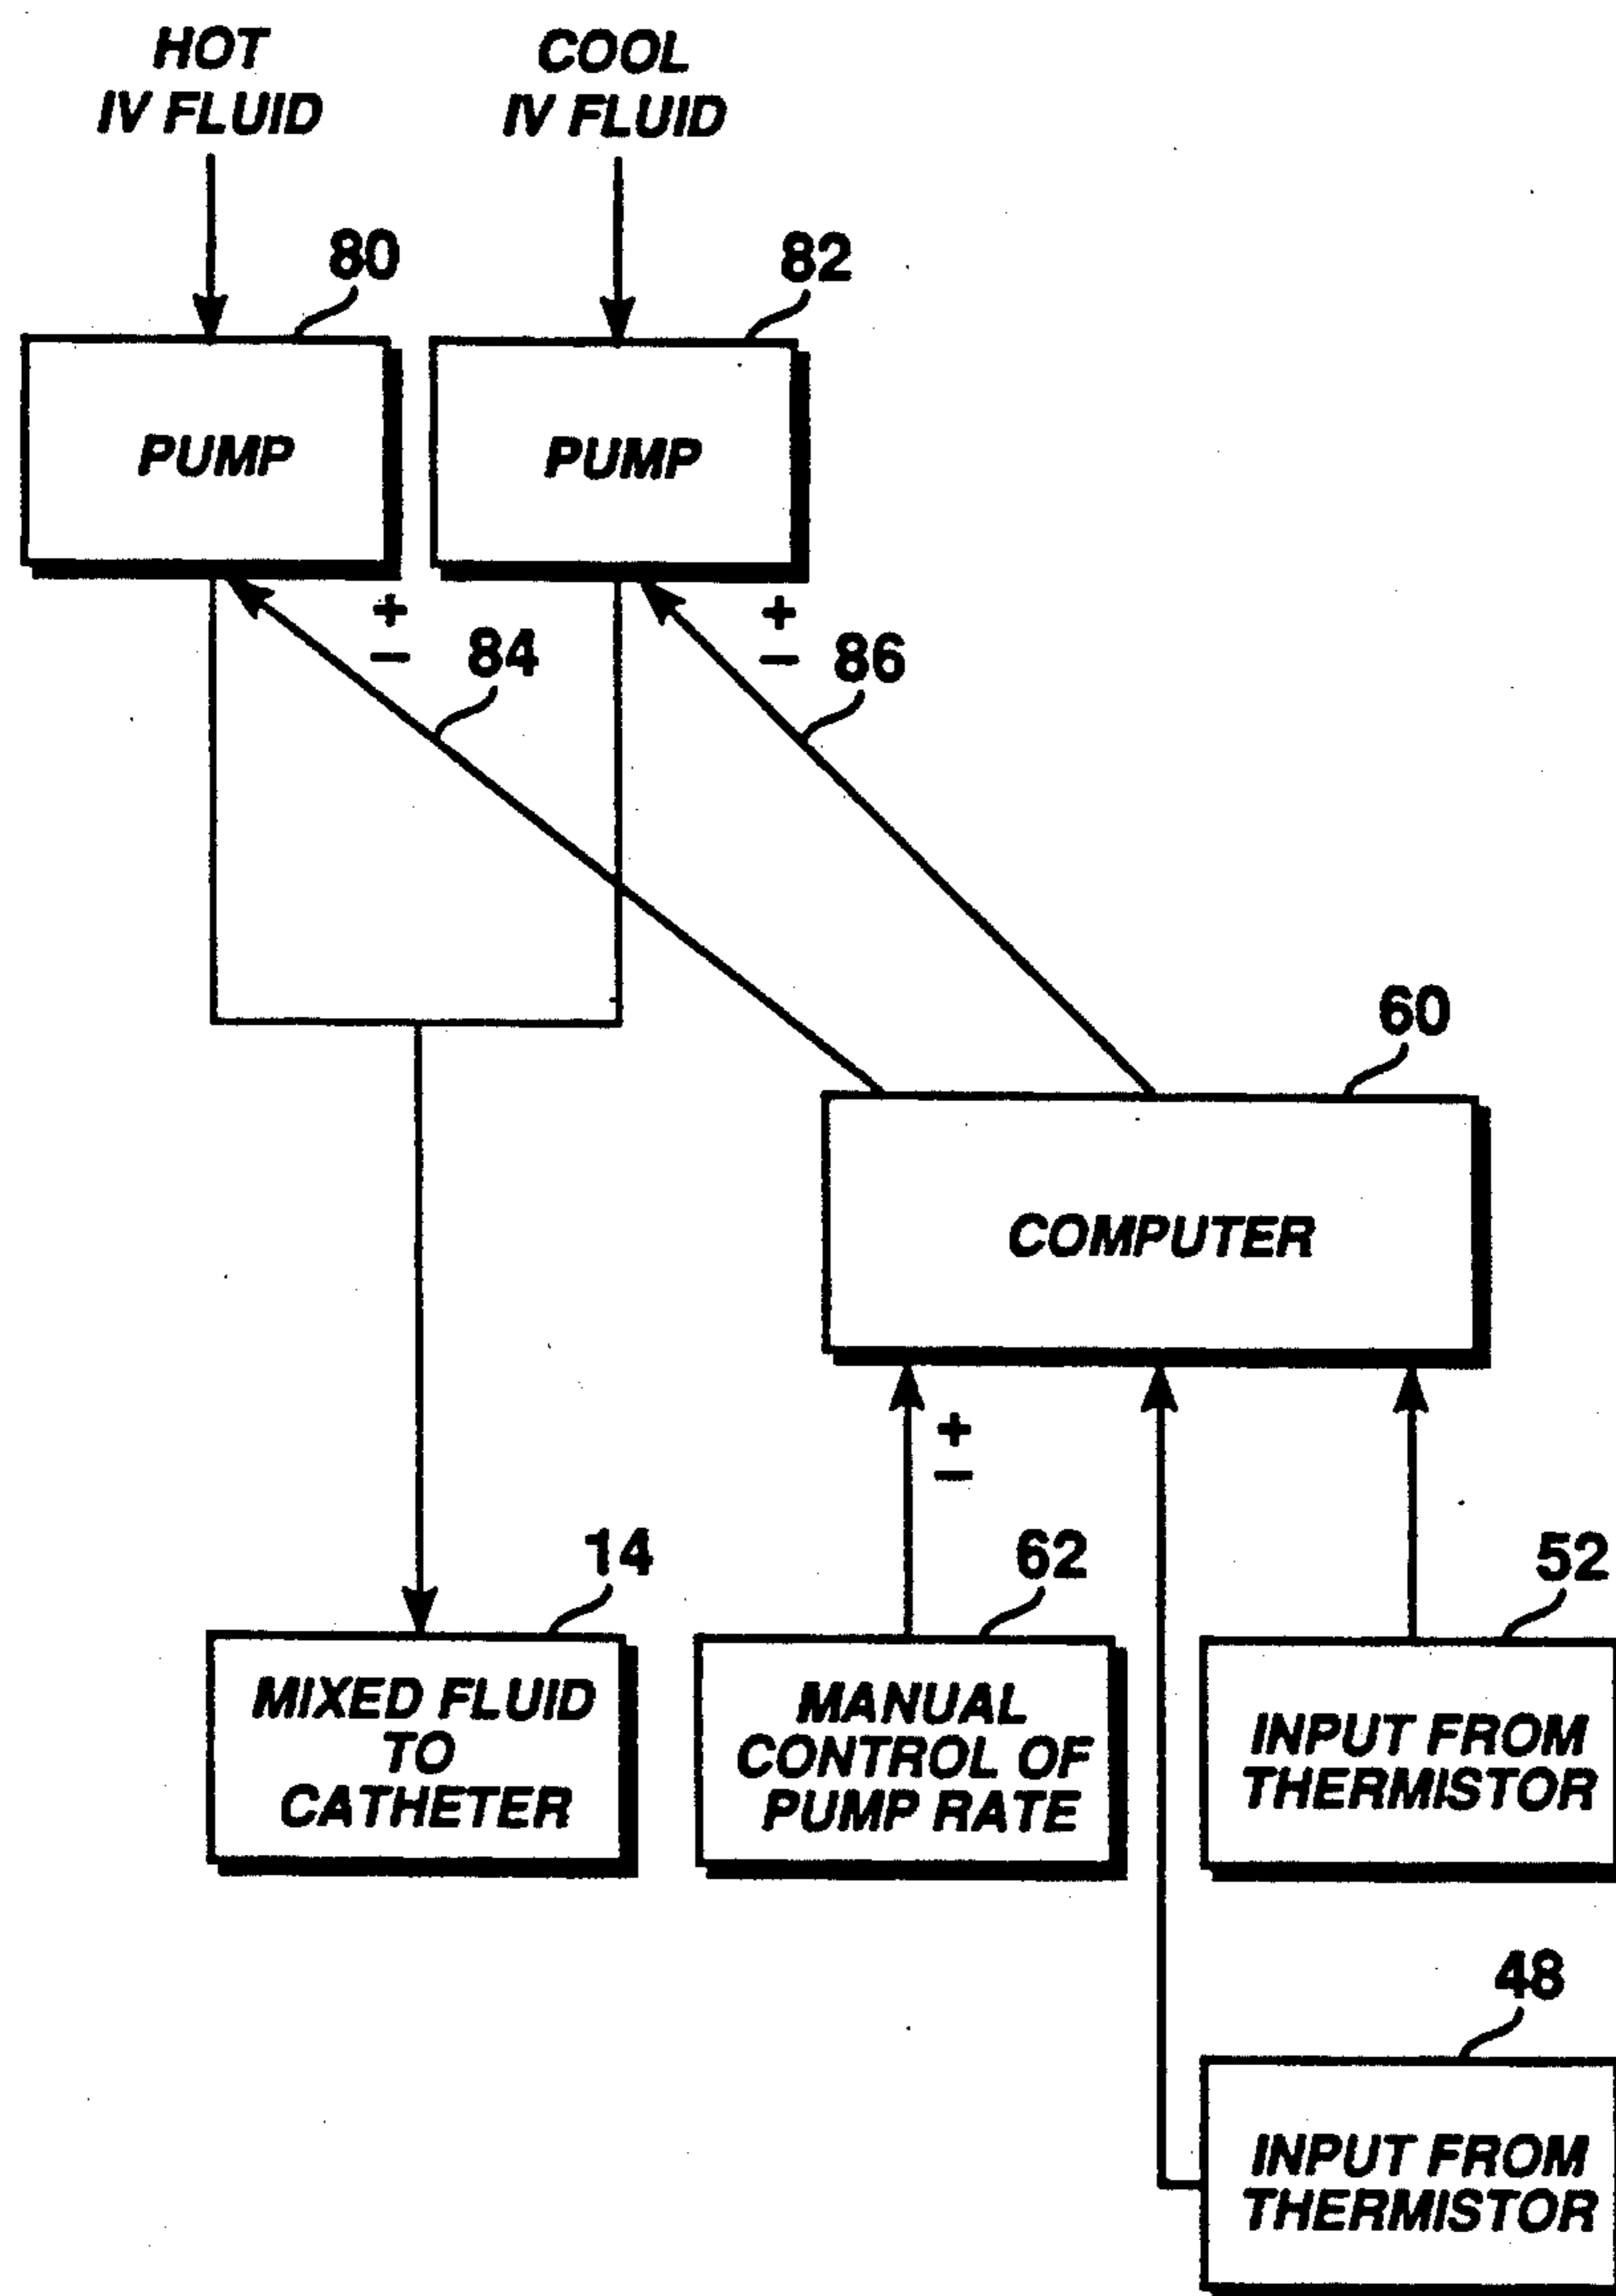 HOT
IV FLUID
COOL
IV FLUID
80
82
PUMP
PUMP
+
−
84
+
−
86
60
COMPUTER
+
−
14
62
52
MIXED FLUID
TO
CATHETER
MANUAL
CONTROL OF
PUMP RATE
INPUT FROM
THERMISTOR
48
INPUT FROM
THERMISTOR